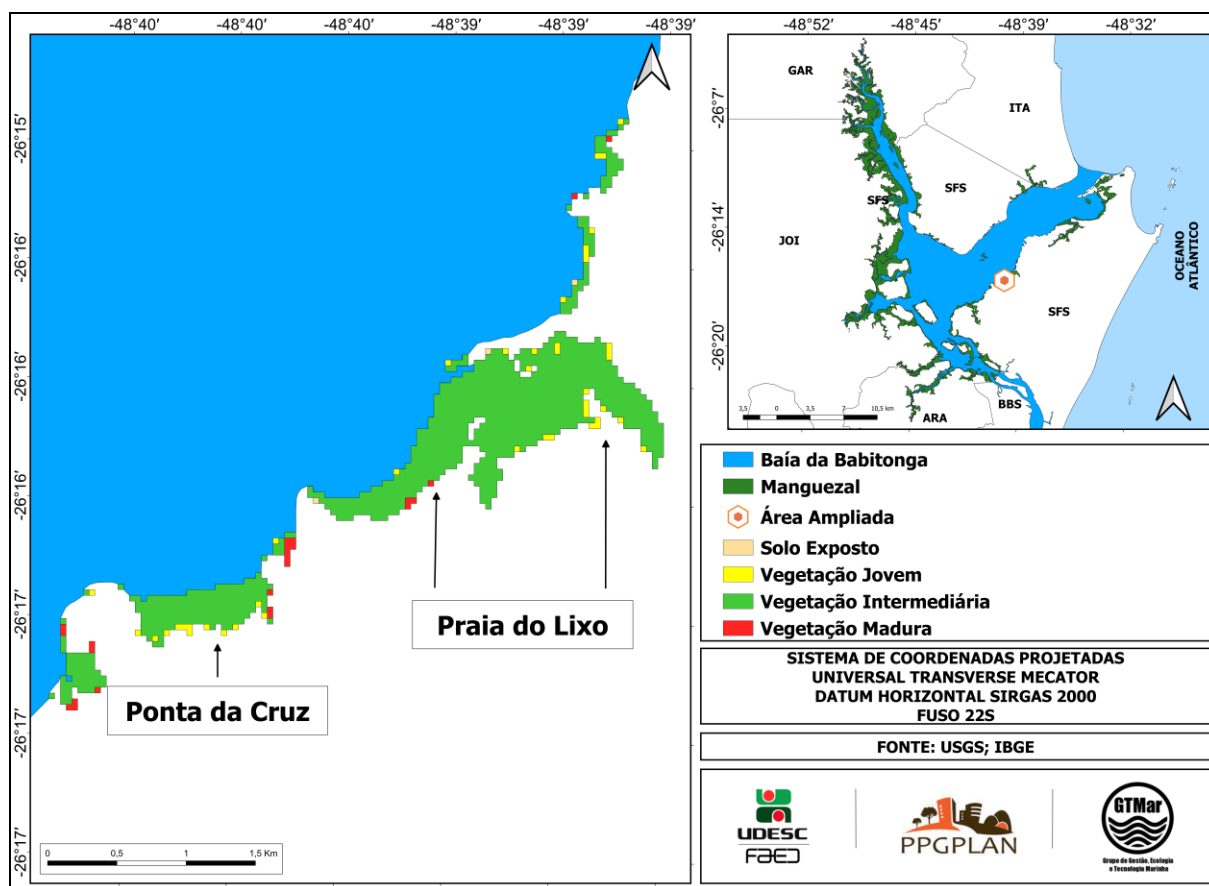 -48°40' -48°40' -48°40' -48°39' -48°39' -48°39'
-26°15'
-26°16'
-26°16'
-26°16'
-26°17'
-26°17'
-26°17'
Praia do Lixo
Ponta da Cruz
0 0,5 1 1,5 Km
-48°52' -48°45' -48°39' -48°32'
-26°7'
-26°14'
-26°20'
GAR
ITA
SFS
SFS
JOI
OCEANO
ATLÂNTICO
SFS
BBS
ARA
3,5 0 3,5 7 10,5 km
Baía da Babitonga
Manguezal
Área Ampliada
Solo Exposto
Vegetação Jovem
Vegetação Intermediária
Vegetação Madura
SISTEMA DE COORDENADAS PROJETADAS
UNIVERSAL TRANSVERSE MECATOR
DATUM HORIZONTAL SIRGAS 2000
FUSO 22S
FONTE: USGS; IBGE
UDESC
FAED
PPGPLAN
GTMar
Grupo de Gestão, Ecologia
e Tecnologia Marinha